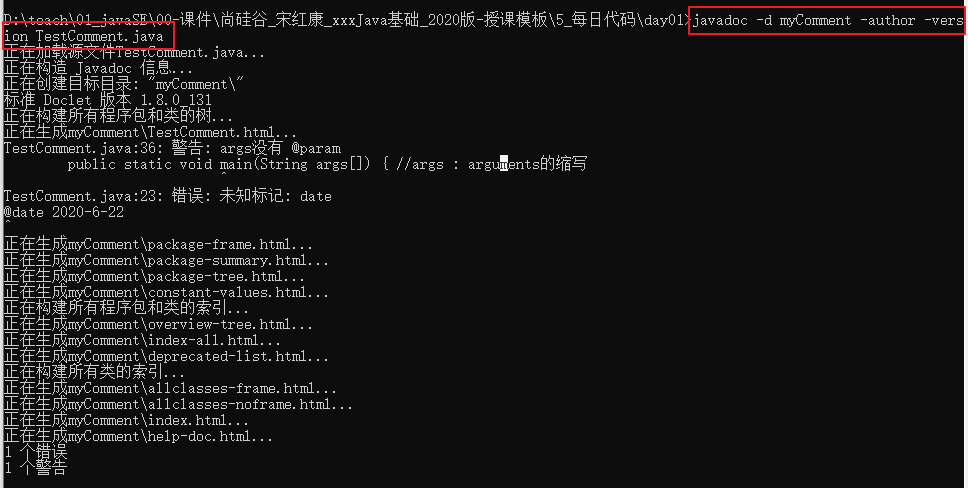 D:\teach\01_javaSE\00-课件\尚硅谷_宋红康_xxxJava基础_2020版-授课模板\5_每日代码\day01>javadoc -d myComment -author -vers
ion TestComment.java
正在加载源文件TestComment.java...
正在构造 Javadoc 信息...
正在创建目标目录: "myComment\"
标准 Doclet 版本 1.8.0_131
正在构建所有程序包和类的树...
正在生成myComment\TestComment.html...
TestComment.java:36: 警告: args没有 @param
public static void main(String args[]) { //args : arguments的缩写
^
TestComment.java:23: 错误: 未知标记: date
@date 2020-6-22
^
正在生成myComment\package-frame.html...
正在生成myComment\package-summary.html...
正在生成myComment\package-tree.html...
正在生成myComment\constant-values.html...
正在构建所有程序包和类的索引...
正在生成myComment\overview-tree.html...
正在生成myComment\index-all.html...
正在生成myComment\deprecated-list.html...
正在构建所有类的索引...
正在生成myComment\allclasses-frame.html...
正在生成myComment\allclasses-noframe.html...
正在生成myComment\index.html...
正在生成myComment\help-doc.html...
1 个错误
1 个警告